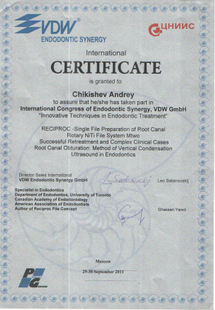 VDW
ENDODONTIC SYNERGY
ЦНИИС
International
CERTIFICATE
is granted to
Chikishev Andrey
to assure that he/she has taken part in
International Congress of Endodontic Synergy, VDW GmbH
"Innovative Techniques in Endodontic Treatment"
RECIPROC -Single File Preparation of Root Canal
Rotary NiTi File System Mtwo
Successful Retreatment and Complex Clinical Cases
Root Canal Obturation: Method of Vertical Condensation
Ultrasound in Endodontics
Director Sales International
VDW Endodontic Synergy GmbH
Specialist in Endodontics
Department of Endodontics, University of Toronto
Canadian Academy of Endodontology
American Association of Endodontists
Author of Reciproc File Concept
Ghassan Yared
Moscow
29-30 September 2011